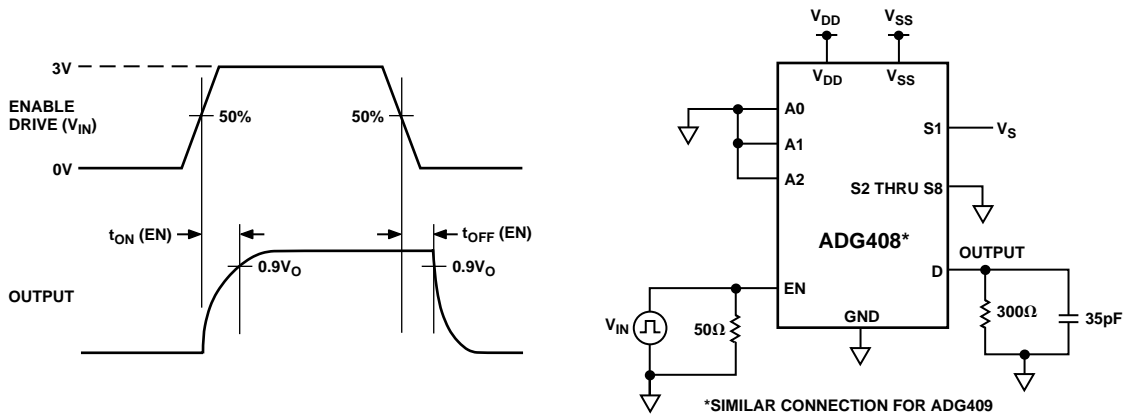 3V
ENABLE
DRIVE (VIN)
50%
50%
0V
tON (EN)
tOFF (EN)
0.9VO
0.9VO
OUTPUT
VDD
VSS
VDD
VSS
A0
A1
A2
S1
VS
S2 THRU S8
ADG408*
OUTPUT
D
EN
GND
VIN
50Ω
300Ω
35pF
*SIMILAR CONNECTION FOR ADG409